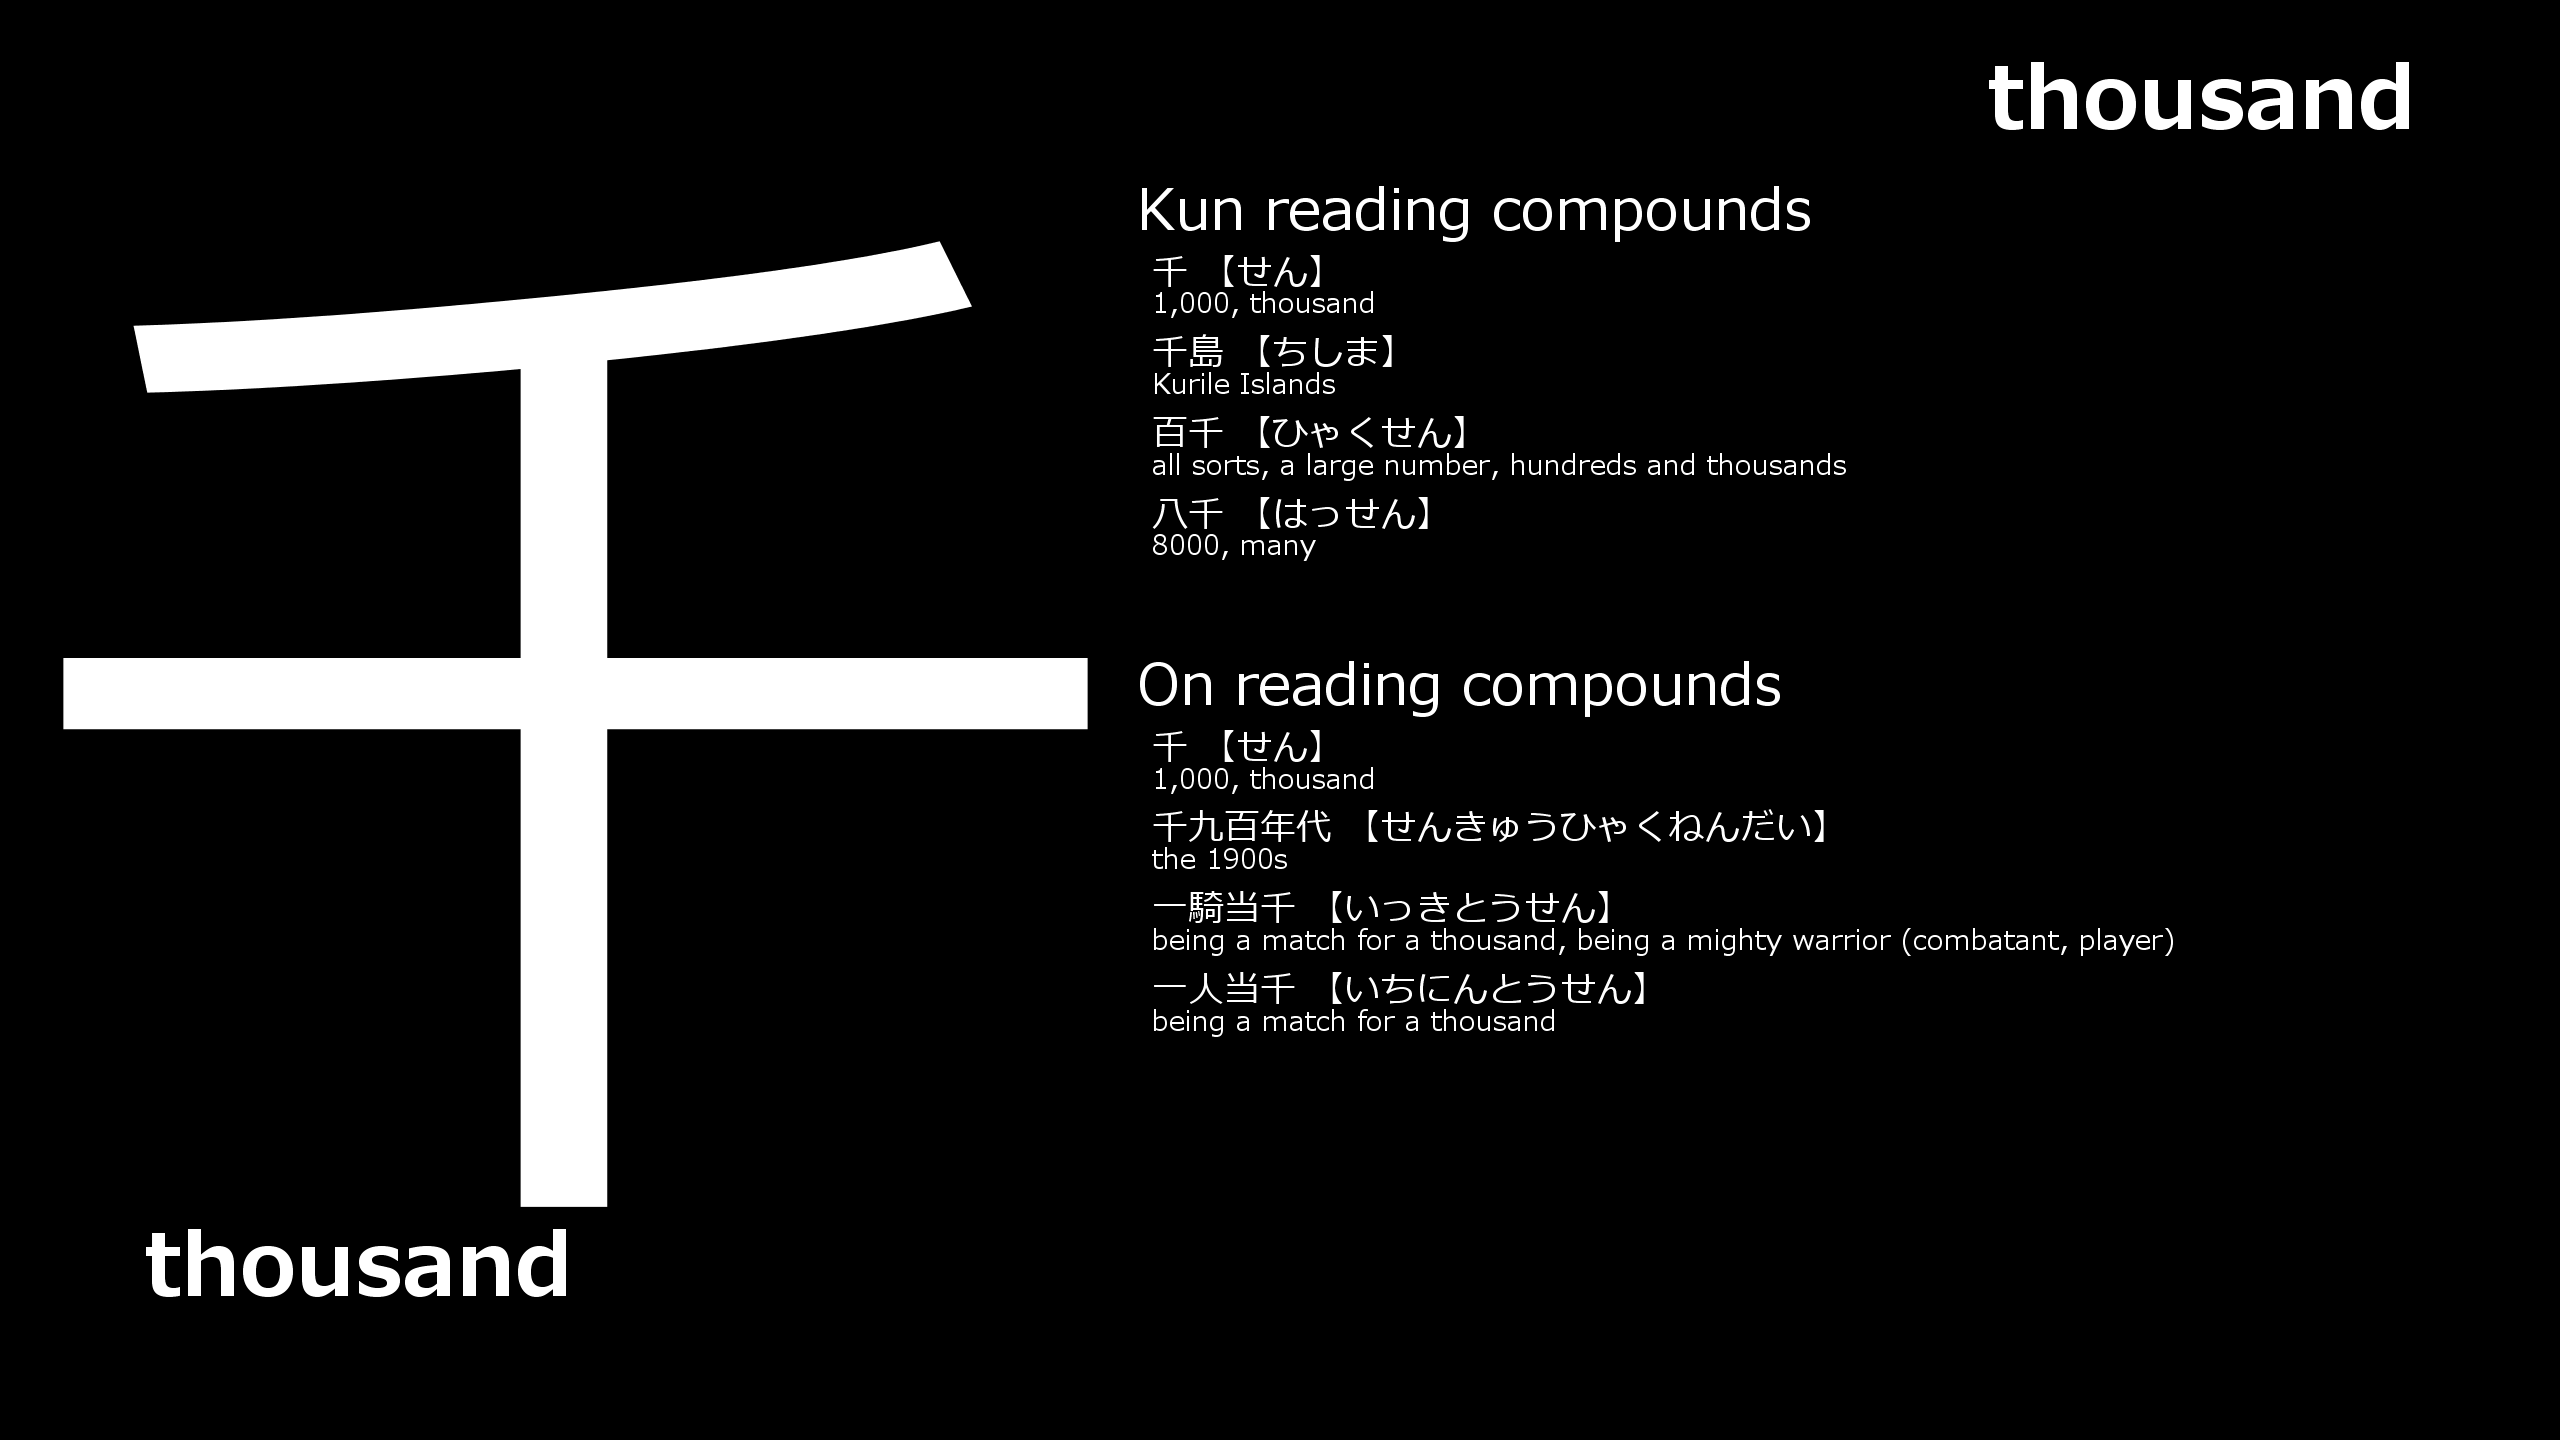 thousand
千
Kun reading compounds
千 【せん】
1,000, thousand
千島 【ちしま】
Kurile Islands
百千 【ひゃくせん】
all sorts, a large number, hundreds and thousands
八千 【はっせん】
8000, many
On reading compounds
千 【せん】
1,000, thousand
千九百年代 【せんきゅうひゃくねんだい】
the 1900s
一騎当千 【いっきとうせん】
being a match for a thousand, being a mighty warrior (combatant, player)
一人当千 【いちにんとうせん】
being a match for a thousand
thousand